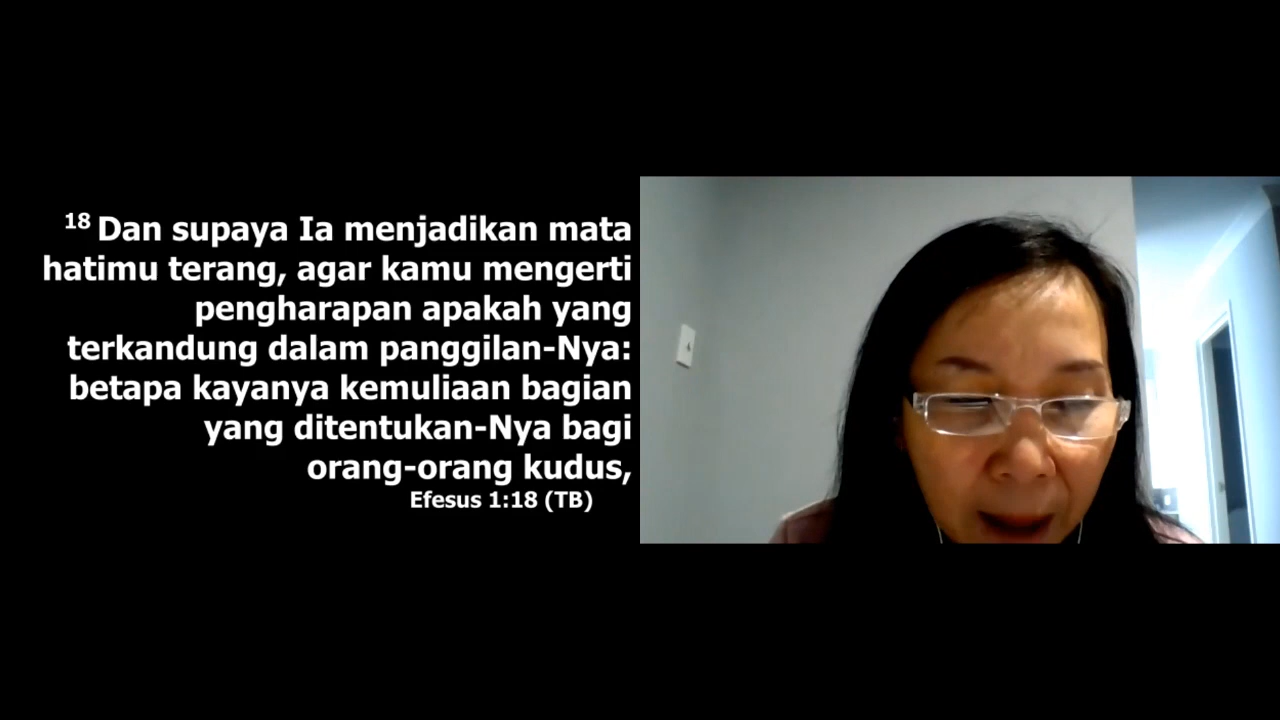 18 Dan supaya Ia menjadikan mata
hatimu terang, agar kamu mengerti
pengharapan apakah yang
terkandung dalam panggilan-Nya:
betapa kayanya kemuliaan bagian
yang ditentukan-Nya bagi
orang-orang kudus,
Efesus 1:18 (TB)